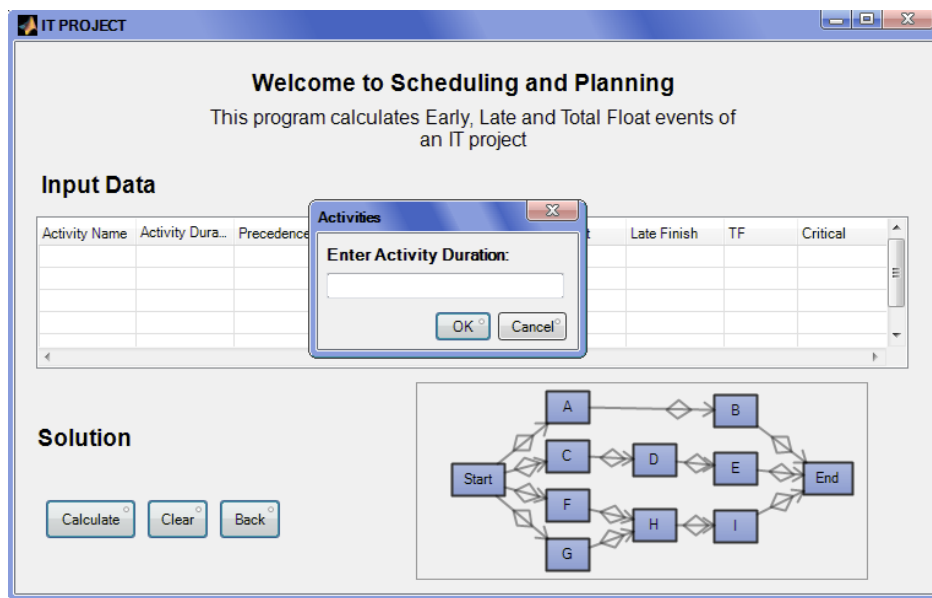 IT PROJECT
Welcome to Scheduling and Planning
This program calculates Early, Late and Total Float events of
an IT project
Input Data
Activity Name Activity Dura... Precedence Late Finish TF Critical
Activities
Enter Activity Duration:
OK Cancel
Solution
Calculate Clear Back
A B
C D E
Start End
F H I
G